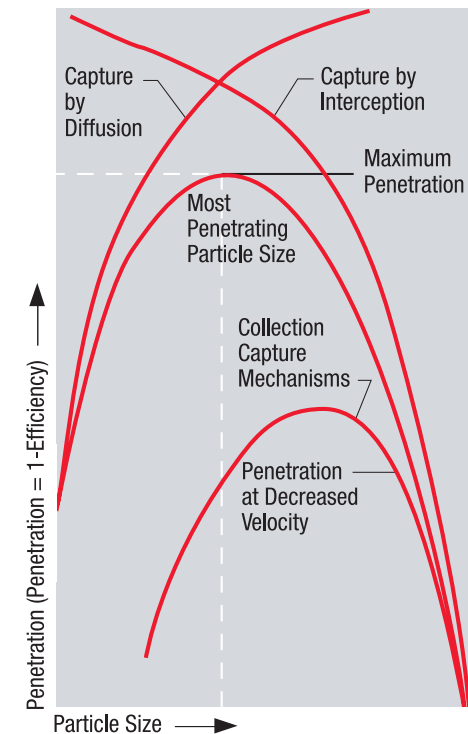 Capture
by
Diffusion
Capture by
Interception
Maximum
Penetration
Most
Penetrating
Particle Size
Collection
Capture
Mechanisms
Penetration
at Decreased
Velocity
Penetration (Penetration = 1-Efficiency)
Particle Size